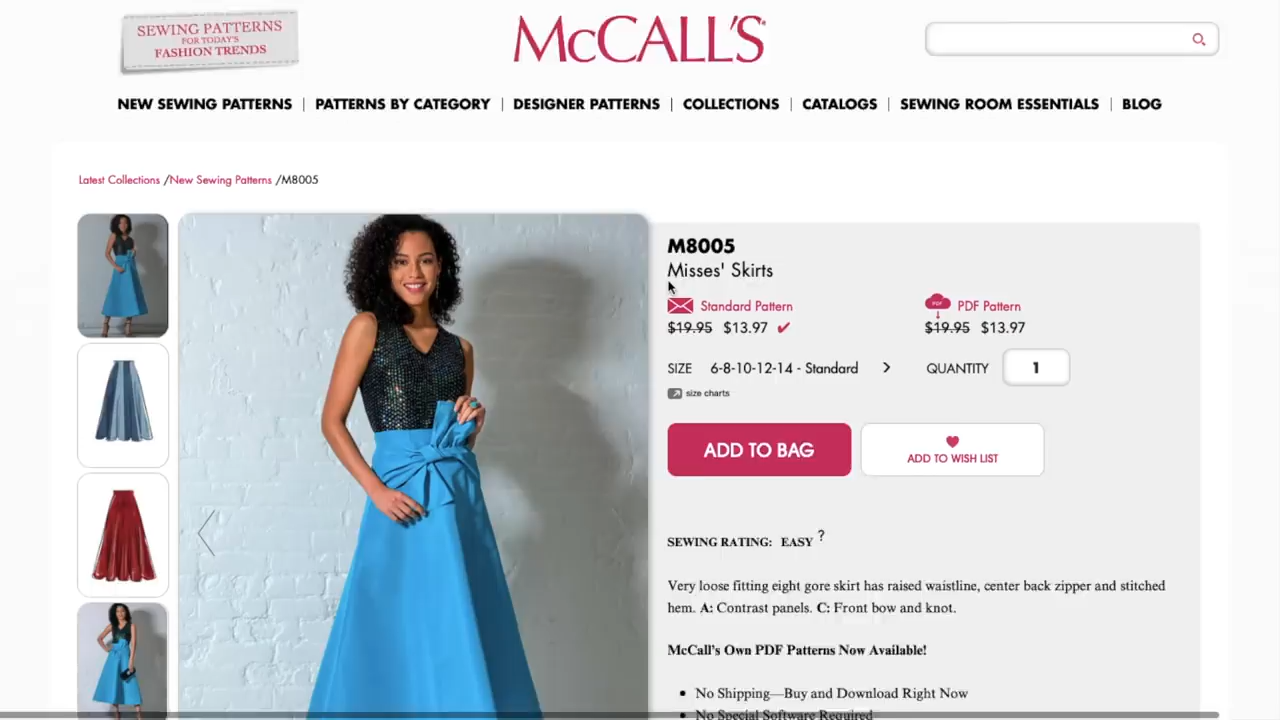 SEWING PATTERNS
FOR TODAY'S
FASHION TRENDS
McCALL'S
NEW SEWING PATTERNS | PATTERNS BY CATEGORY | DESIGNER PATTERNS | COLLECTIONS | CATALOGS | SEWING ROOM ESSENTIALS | BLOG
Latest Collections /New Sewing Patterns /M8005
M8005
Misses' Skirts
Standard Pattern
$19.95 $13.97
PDF
PDF Pattern
$19.95 $13.97
SIZE 6-8-10-12-14 - Standard
QUANTITY 1
size charts
ADD TO BAG
ADD TO WISH LIST
SEWING RATING: EASY ?
Very loose fitting eight gore skirt has raised waistline, center back zipper and stitched
hem. A: Contrast panels. C: Front bow and knot.
McCall's Own PDF Patterns Now Available!
• No Shipping—Buy and Download Right Now
• No Special Software Required